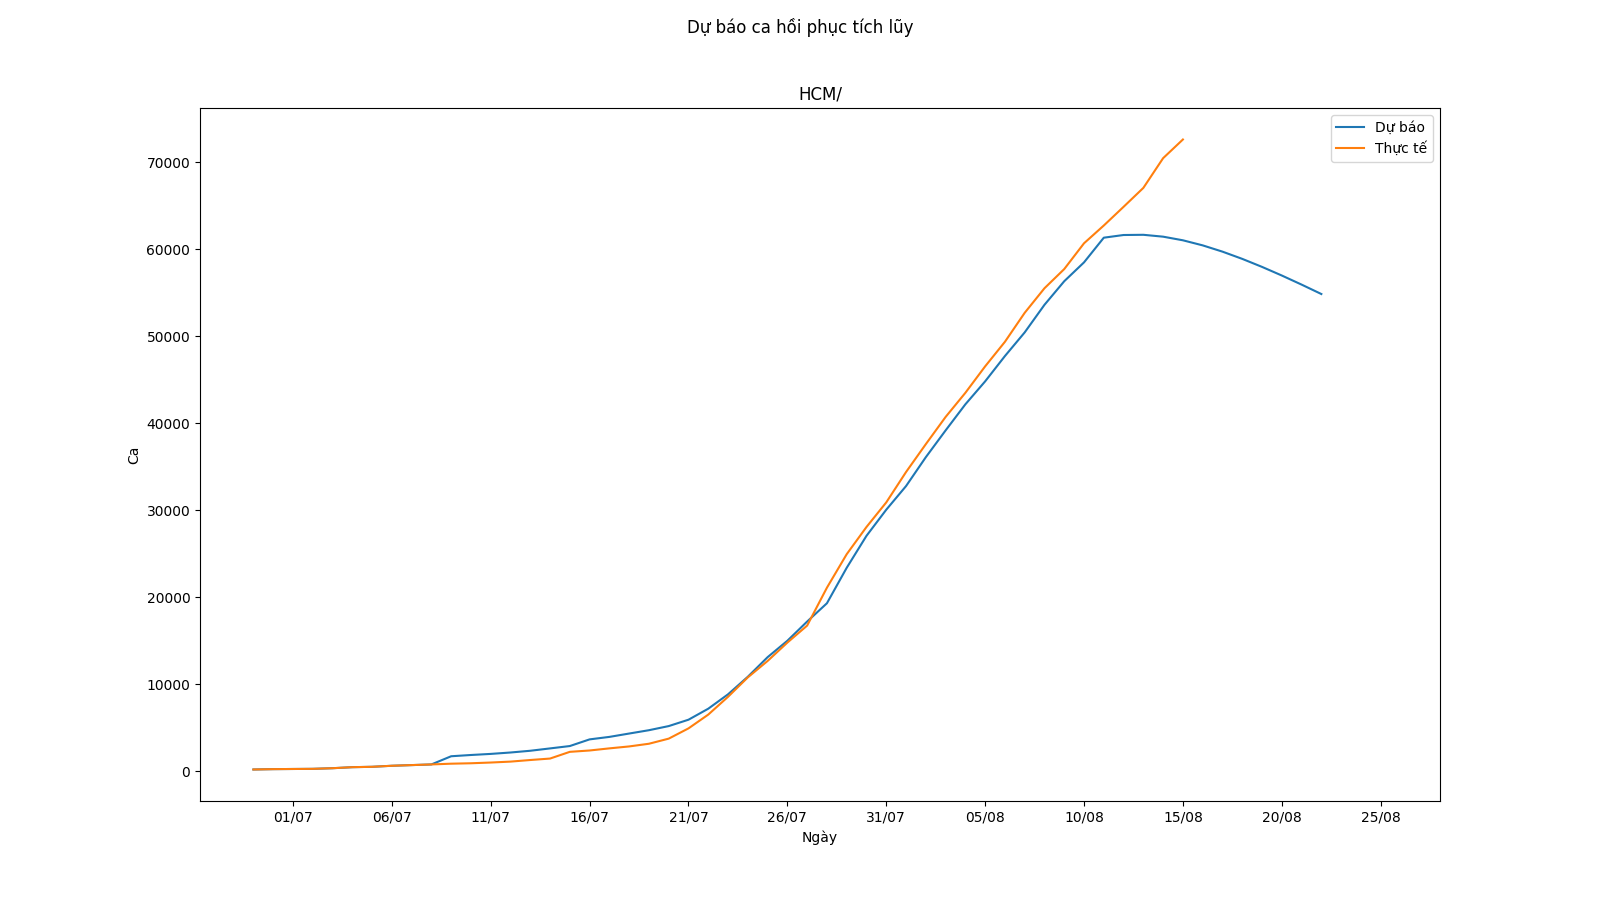 Dự báo ca hồi phục tích lũy
HCM/
Dự báo
Thực tế
70000
60000
50000
40000
30000
20000
10000
0
Ca
01/07 06/07 11/07 16/07 21/07 26/07 31/07 05/08 10/08 15/08 20/08 25/08
Ngày